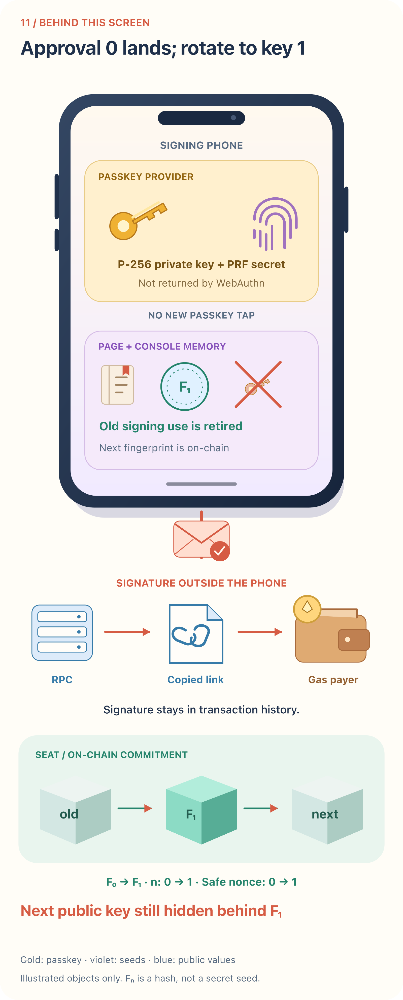 11 / BEHIND THIS SCREEN
Approval 0 lands; rotate to key 1
SIGNING PHONE
PASSKEY PROVIDER
P-256 private key + PRF secret
Not returned by WebAuthn
NO NEW PASSKEY TAP
PAGE + CONSOLE MEMORY
F₁
Old signing use is retired
Next fingerprint is on-chain
SIGNATURE OUTSIDE THE PHONE
RPC
Copied link
Gas payer
Signature stays in transaction history.
SEAT / ON-CHAIN COMMITMENT
old
F₁
next
F₀ → F₁ · n: 0 → 1 · Safe nonce: 0 → 1
Next public key still hidden behind F₁
Gold: passkey · violet: seeds · blue: public values
Illustrated objects only. Fₙ is a hash, not a secret seed.